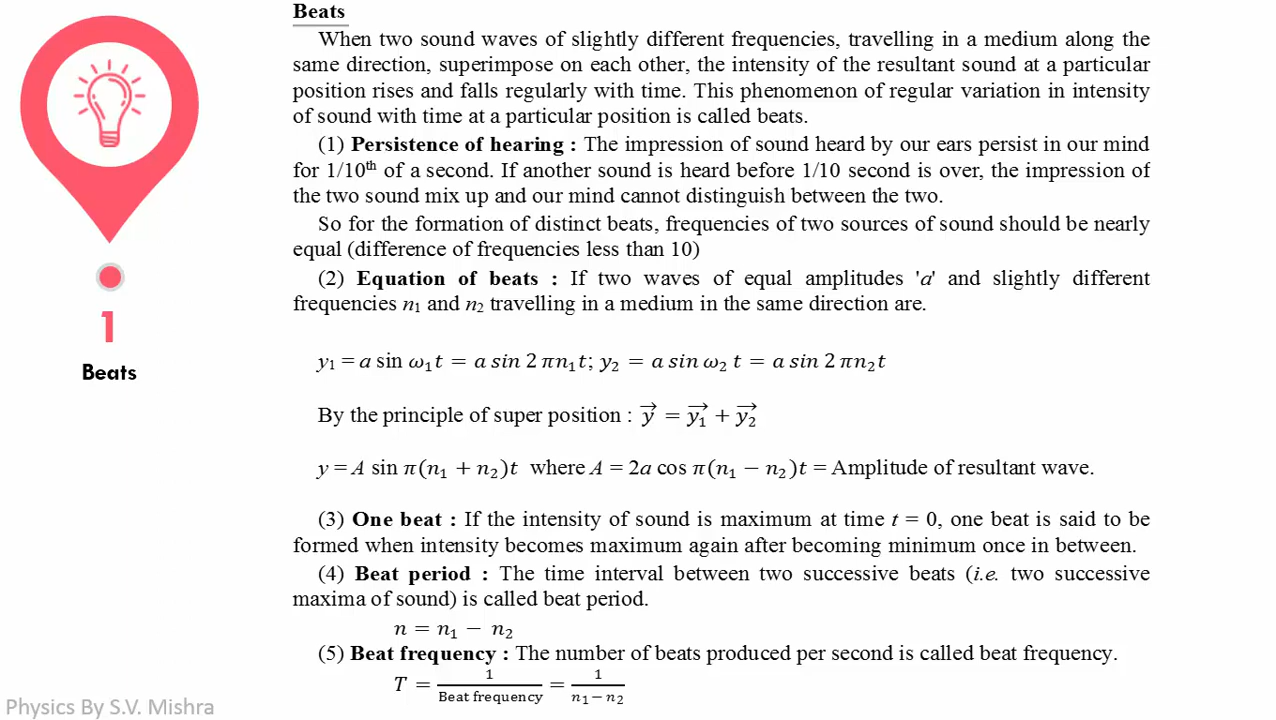 Beats
When two sound waves of slightly different frequencies, travelling in a medium along the
same direction, superimpose on each other, the intensity of the resultant sound at a particular
position rises and falls regularly with time. This phenomenon of regular variation in intensity
of sound with time at a particular position is called beats.
(1) Persistence of hearing : The impression of sound heard by our ears persist in our mind
for 1/10th of a second. If another sound is heard before 1/10 second is over, the impression of
the two sound mix up and our mind cannot distinguish between the two.
So for the formation of distinct beats, frequencies of two sources of sound should be nearly
equal (difference of frequencies less than 10)
(2) Equation of beats : If two waves of equal amplitudes 'a' and slightly different
frequencies n₁ and n₂ travelling in a medium in the same direction are.
y₁ = a sin ω₁t = a sin 2 πn₁t; y₂ = a sin ω₂ t = a sin 2 πn₂t
By the principle of super position : y⃗ = y₁⃗ + y₂⃗
y = A sin π(n₁ + n₂)t where A = 2a cos π(n₁ − n₂)t = Amplitude of resultant wave.
(3) One beat : If the intensity of sound is maximum at time t = 0, one beat is said to be
formed when intensity becomes maximum again after becoming minimum once in between.
(4) Beat period : The time interval between two successive beats (i.e. two successive
maxima of sound) is called beat period.
n = n₁ − n₂
(5) Beat frequency : The number of beats produced per second is called beat frequency.
T = 1/Beat frequency = 1/n₁− n₂
1
Beats
Physics By S.V. Mishra